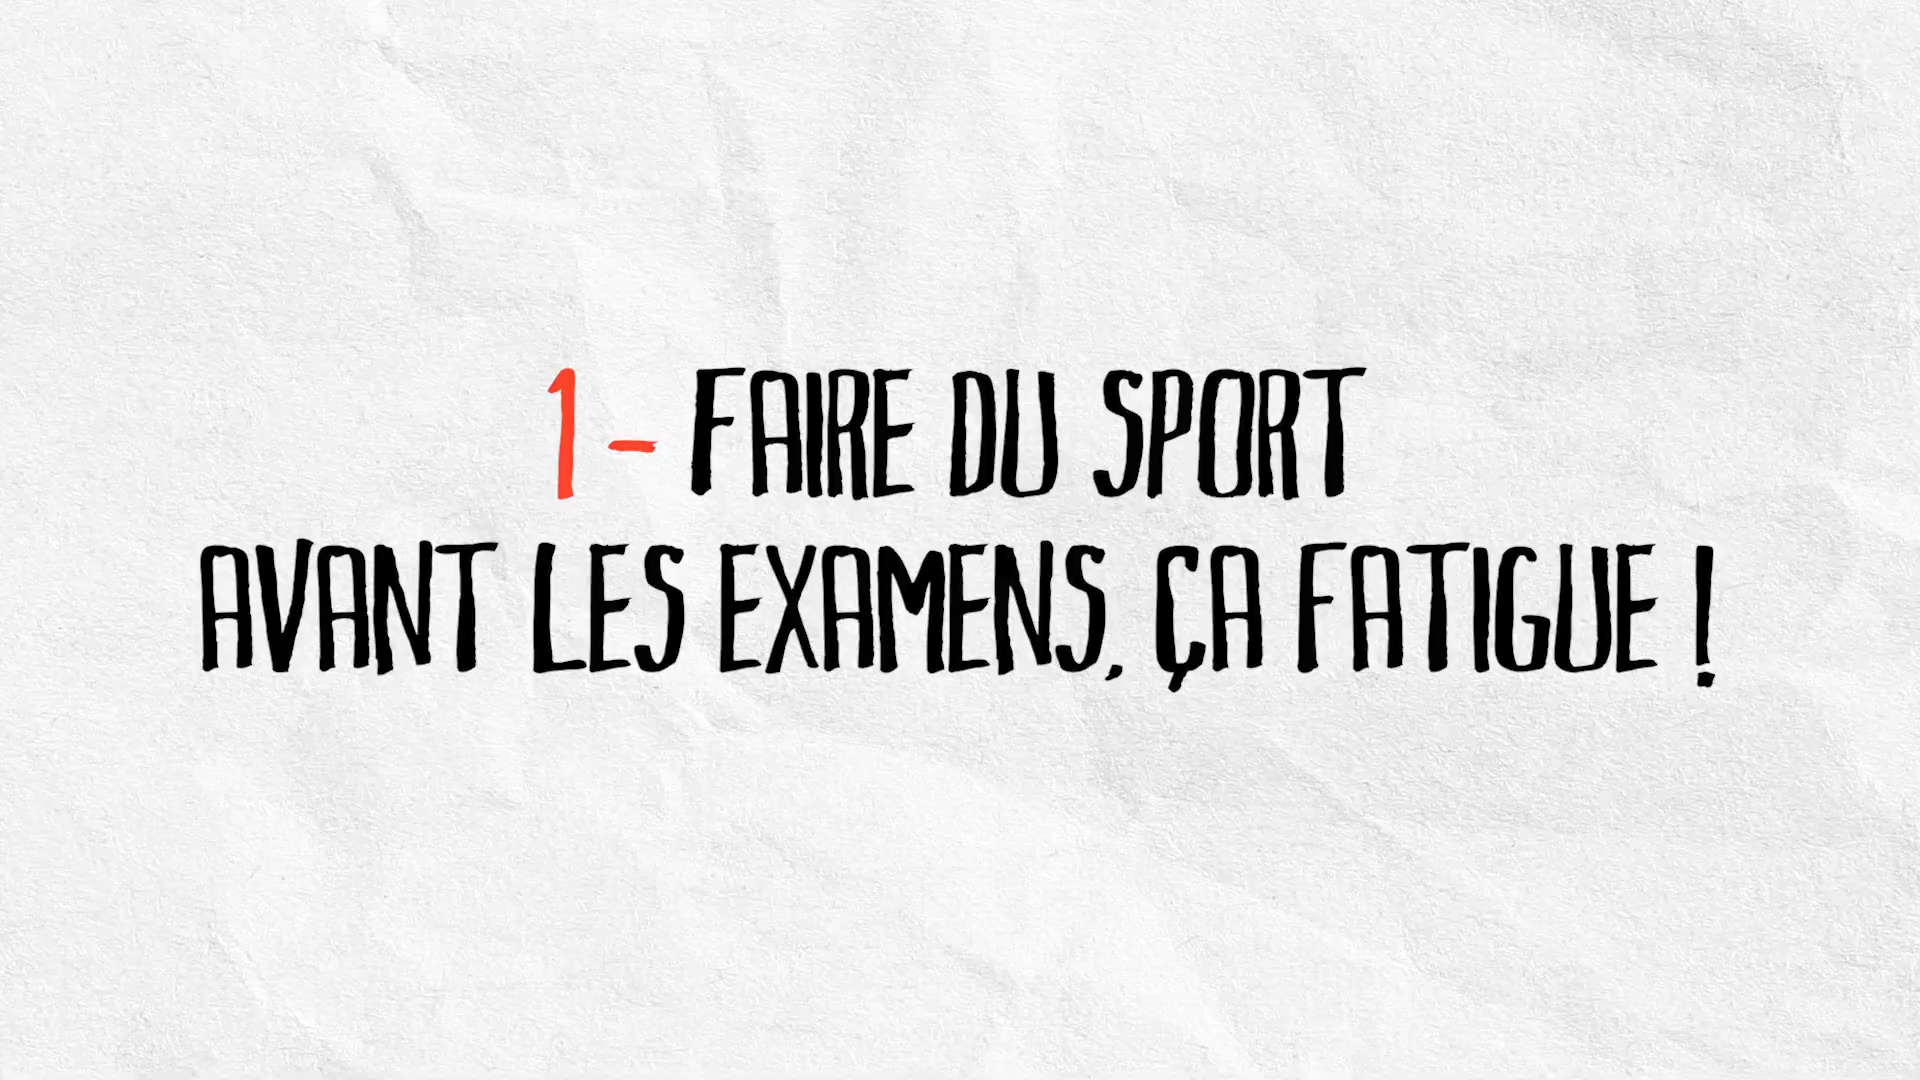 1 - FAIRE DU SPORT
AVANT LES EXAMENS, ÇA FATIGUE !